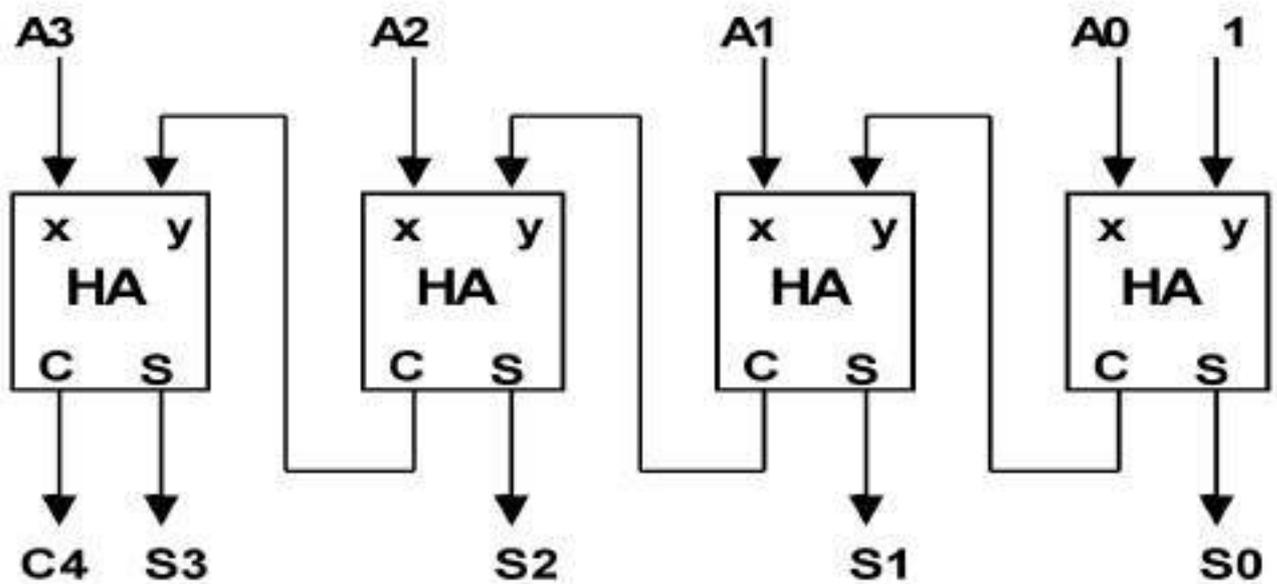 A3 A2 A1 A0 1
x y x y x y x y
HA HA HA HA
C S C S C S C S
C4 S3 S2 S1 S0